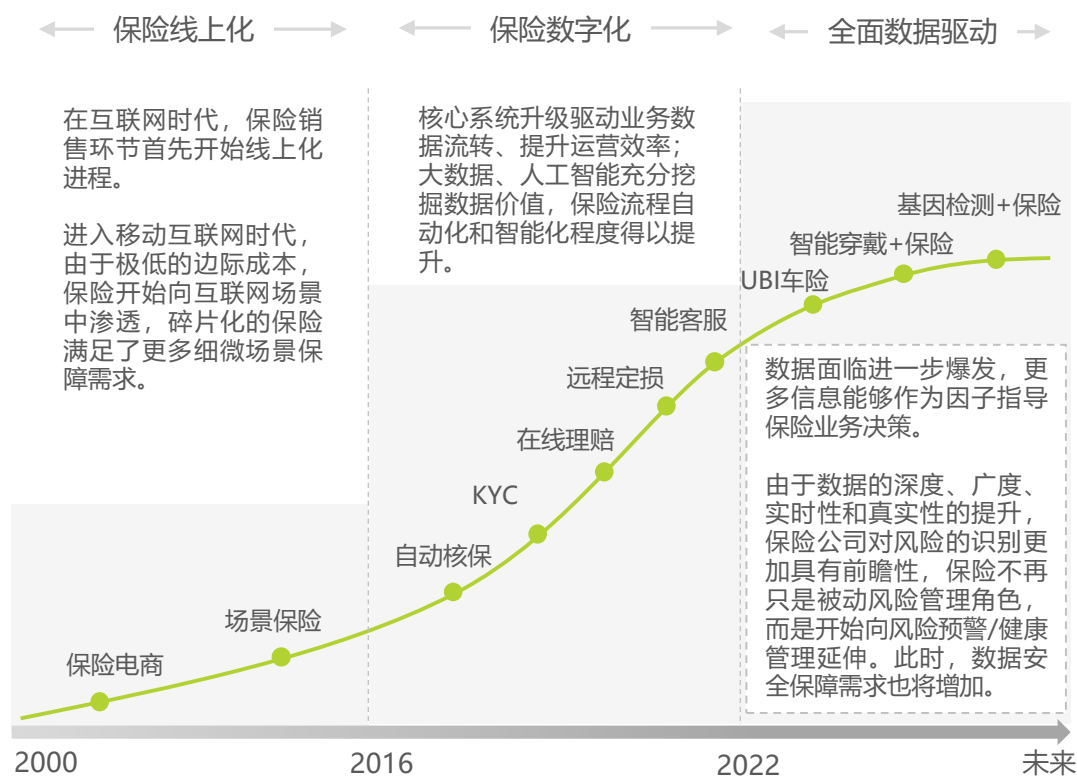 保险线上化
保险数字化
全面数据驱动
在互联网时代，保险销
售环节首先开始线上化
进程。
进入移动互联网时代，
由于极低的边际成本，
保险开始向互联网场景
中渗透，碎片化的保险
满足了更多细微场景保
障需求。
核心系统升级驱动业务数
据流转、提升运营效率；
大数据、人工智能充分挖
掘数据价值，保险流程自
动化和智能化程度得以提
升。
基因检测+保险
智能穿戴+保险
UBI车险
智能客服
远程定损
在线理赔
KYC
自动核保
场景保险
保险电商
数据面临进一步爆发，更
多信息能够作为因子指导
保险业务决策。
由于数据的深度、广度、
实时性和真实性的提升，
保险公司对风险的识别更
加具有前瞻性，保险不再
只是被动风险管理角色，
而是开始向风险预警/健康
管理延伸。此时，数据安
全保障需求也将增加。
2000
2016
2022
未来